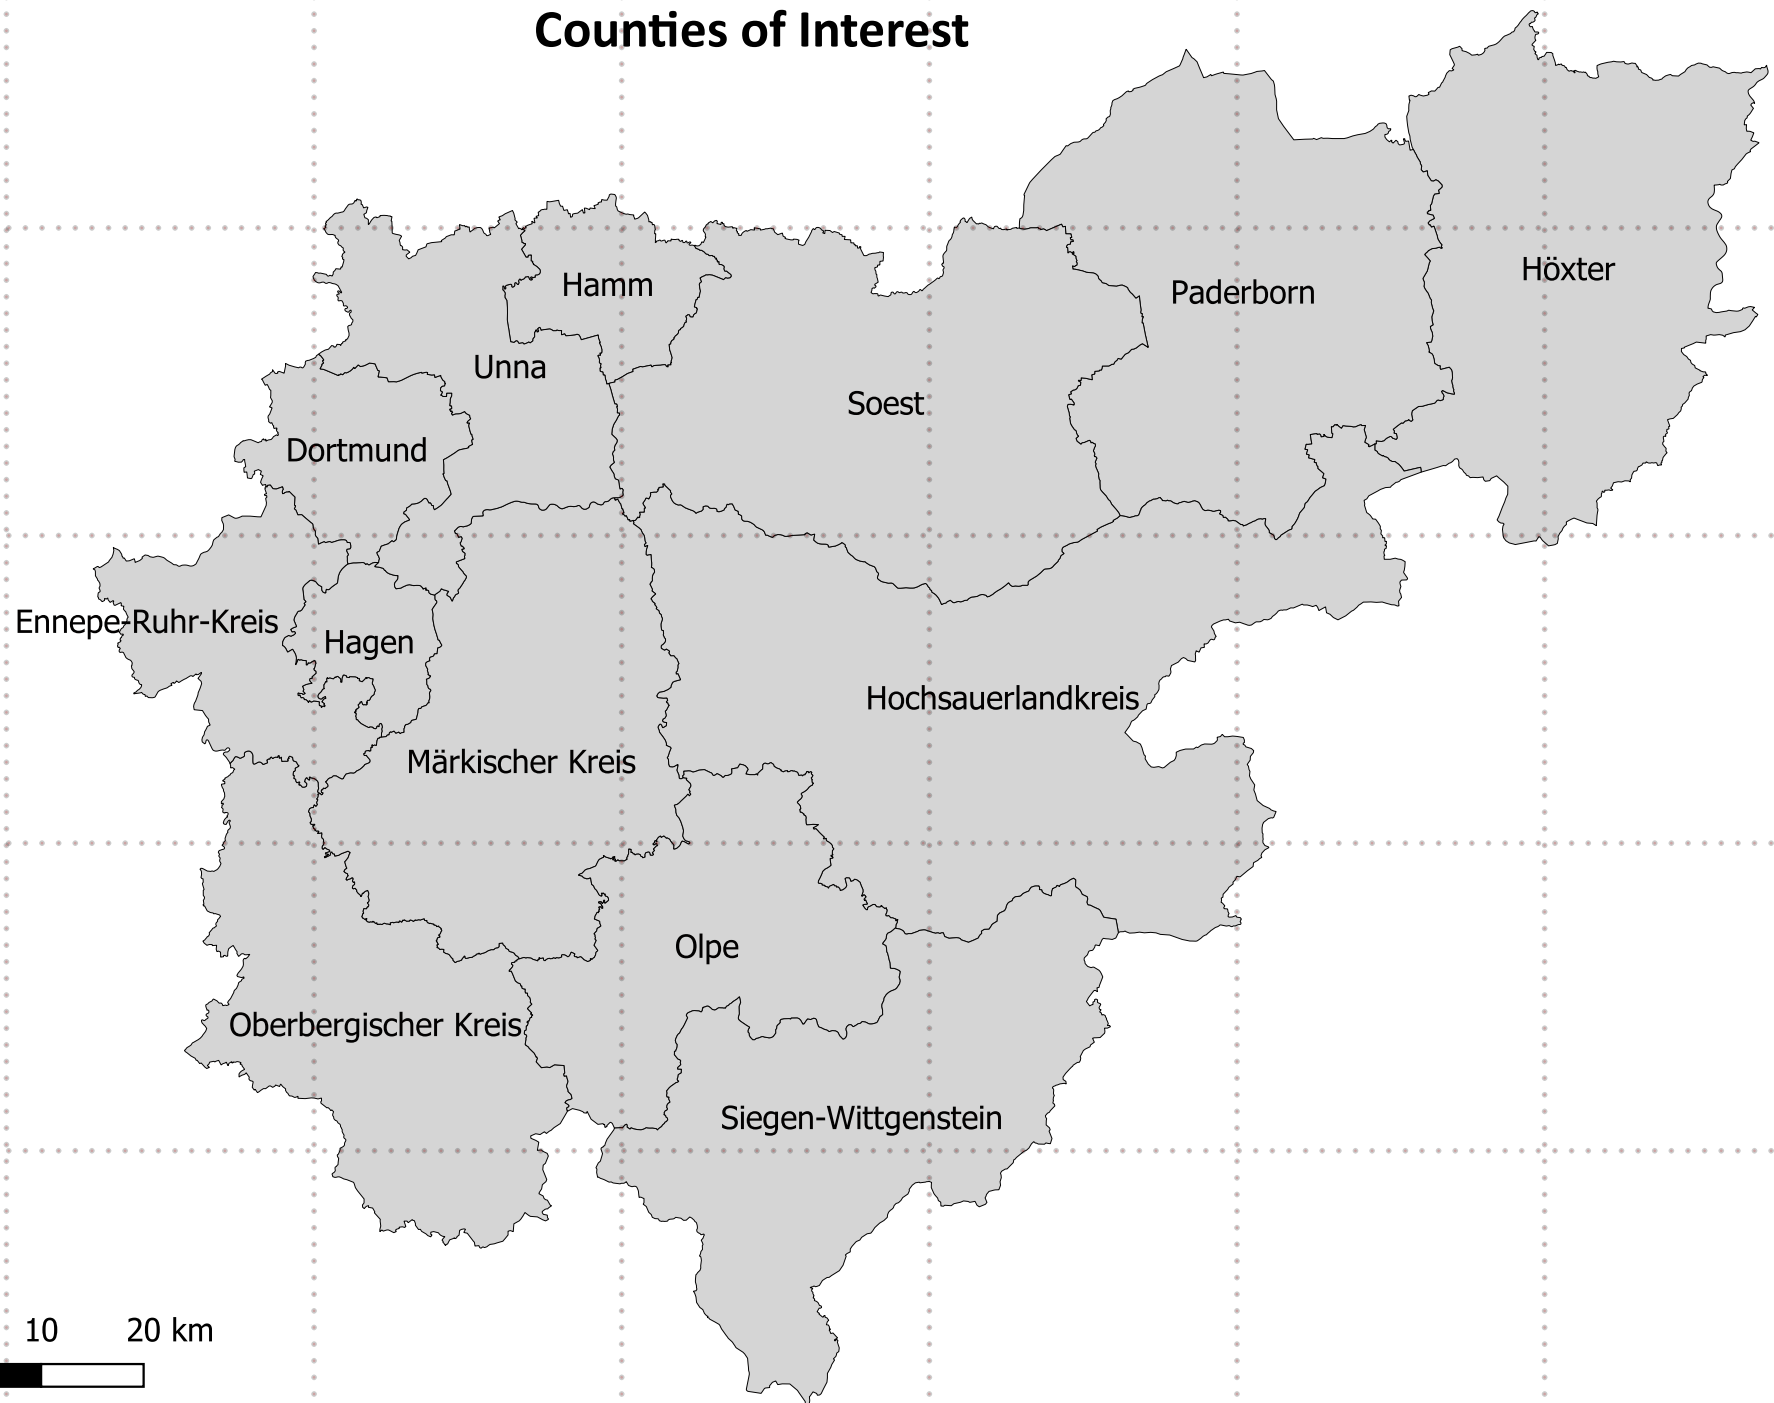 Counties of Interest
Höxter
Hamm
Paderborn
Unna
Soest
Dortmund
Ennepe-Ruhr-Kreis
Hagen
Hochsauerlandkreis
Märkischer Kreis
Olpe
Oberbergischer Kreis
Siegen-Wittgenstein
10 20 km